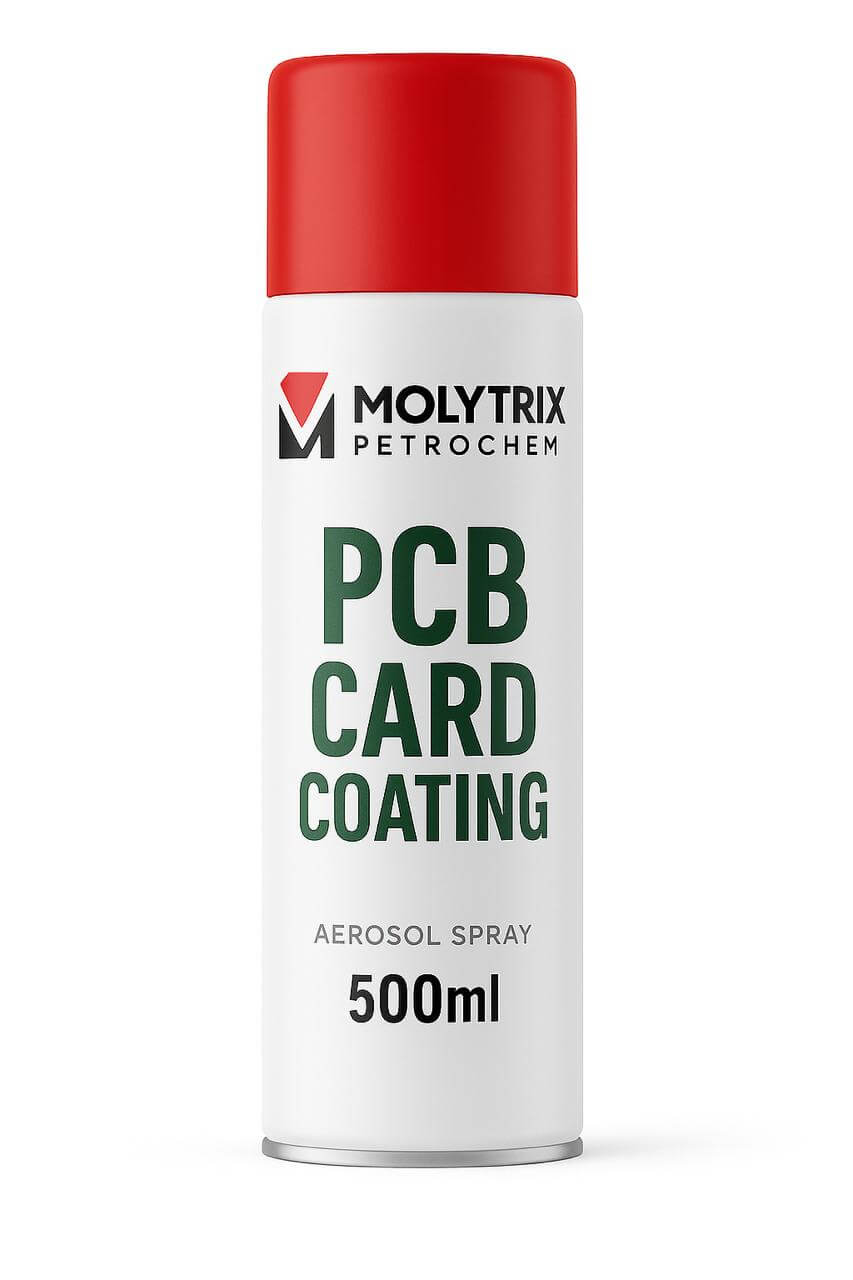 MOLYTRIX
PETROCHEM
PCB
CARD
COATING
AEROSOL SPRAY
500ml